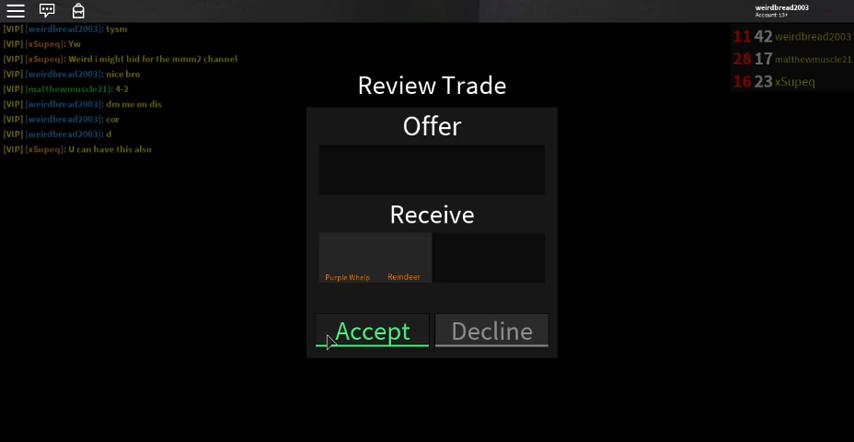 weirdbread2003
Account: 13+
[VIP] [weirdbread2003]: tysm
[VIP] [xSupeq]: Yw
[VIP] [xSupeq]: Weird i might bid for the mmm2 channel
[VIP] [weirdbread2003]: nice bro
[VIP] [matthewmuscle21]: 4-2
[VIP] [weirdbread2003]: dm me on dis
[VIP] [weirdbread2003]: cor
[VIP] [weirdbread2003]: d
[VIP] [xSupeq]: U can have this also
11 42 weirdbread2003
28 17 matthewmuscle21
16 23 xSupeq
Review Trade
Offer
Receive
Purple Whelp Reindeer
Accept Decline